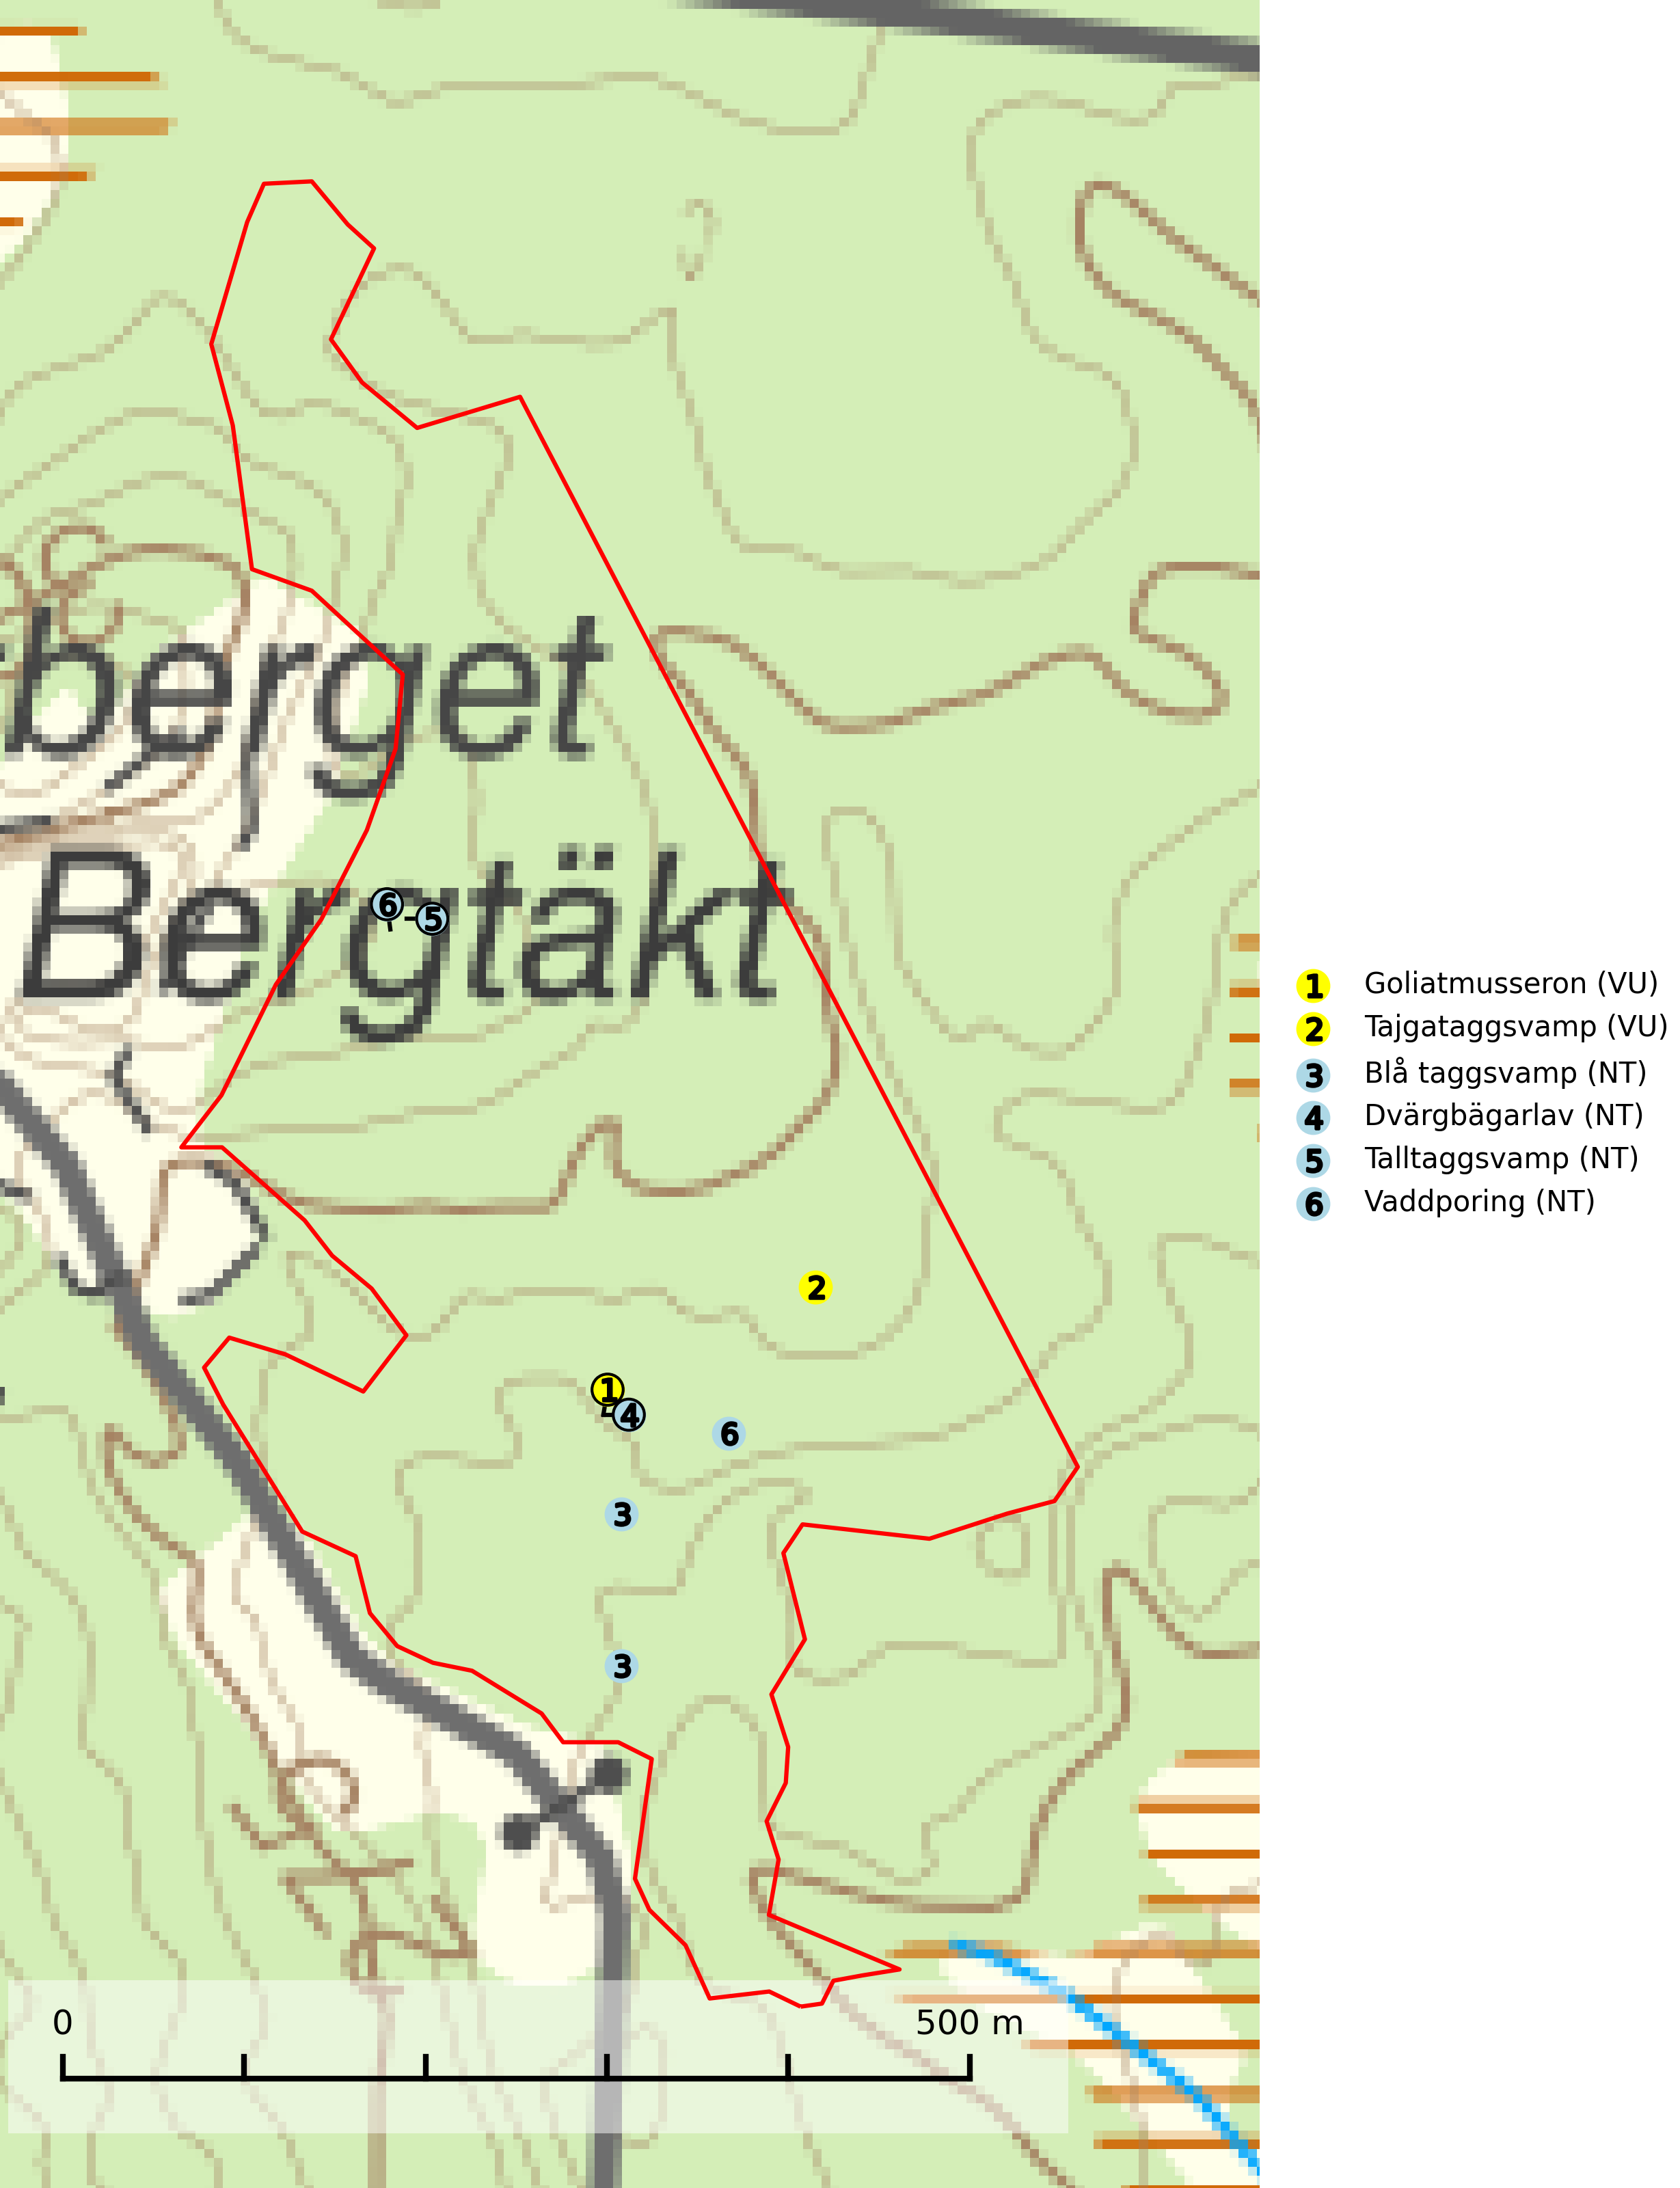 berget
Bergtäkt
6
5
2
1
4
6
3
3
0
500 m
1 Goliatmusseron (VU)
2 Tajgataggsvamp (VU)
3 Blå taggsvamp (NT)
4 Dvärgbägarlav (NT)
5 Talltaggsvamp (NT)
6 Vaddporing (NT)